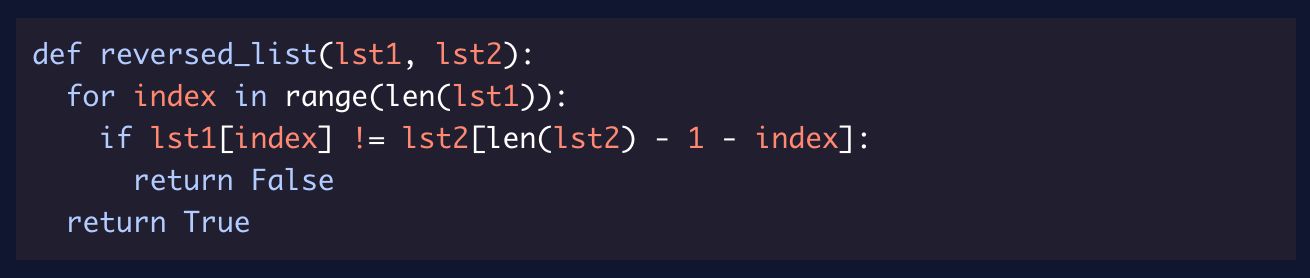 def reversed_list(lst1, lst2):
  for index in range(len(lst1)):
    if lst1[index] != lst2[len(lst2) - 1 - index]:
      return False
  return True